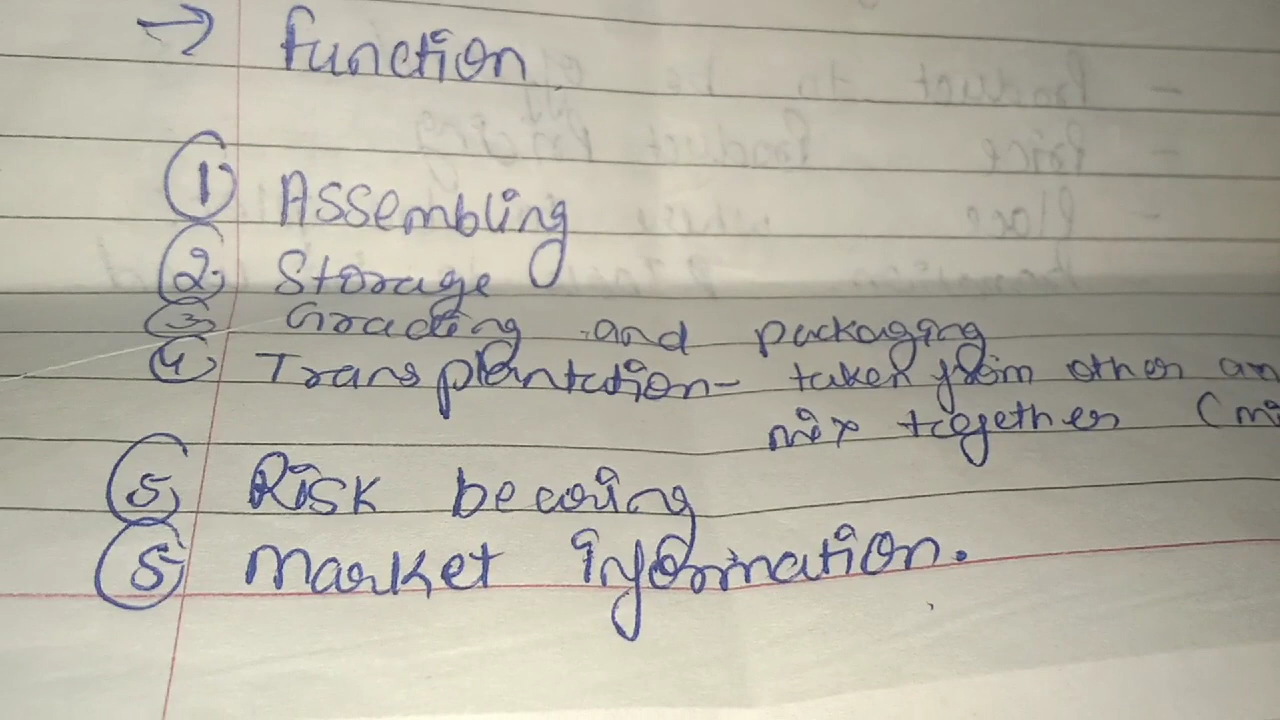 → Function
① Assembling
② Storage
③ Grading and packaging
④ Transplantation - taken from other an
mix together (mi
⑤ Risk bearing
⑤ Market information.